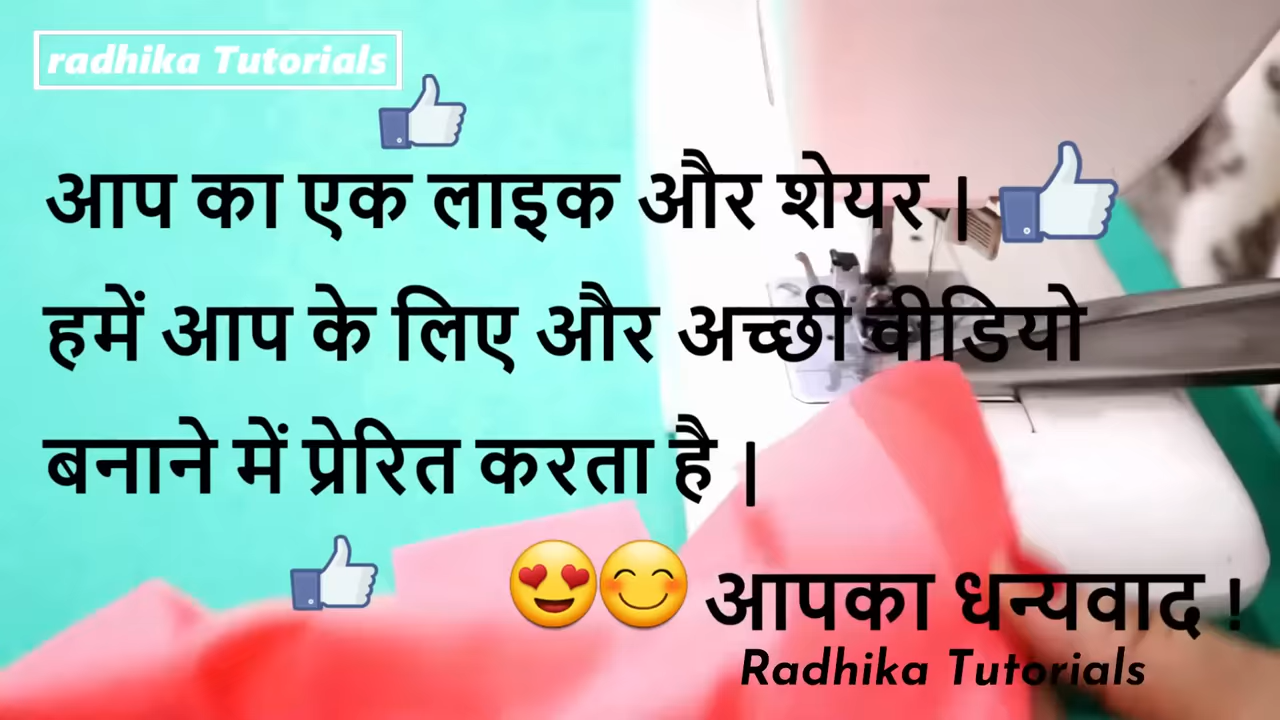 radhika Tutorials
आप का एक लाइक और शेयर |
हमें आप के लिए और अच्छी वीडियो
बनाने में प्रेरित करता है |
आपका धन्यवाद !
Radhika Tutorials